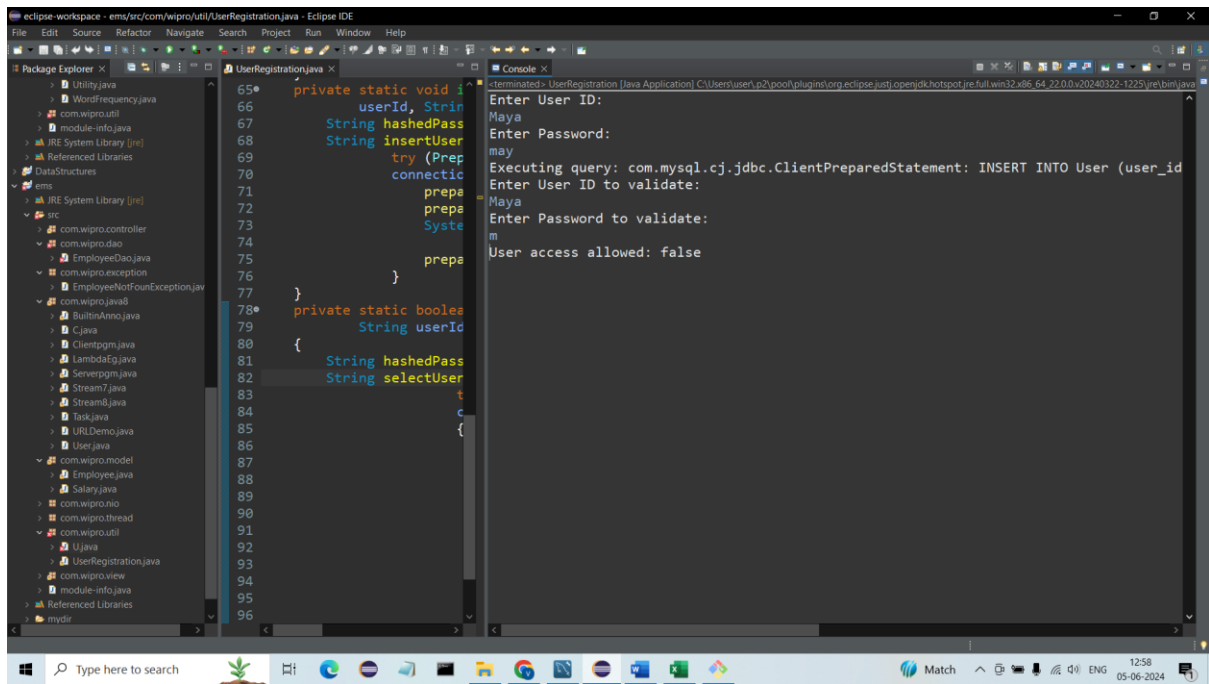 eclipse-workspace - ems/src/com/wipro/util/UserRegistration.java - Eclipse IDE
File Edit Source Refactor Navigate Search Project Run Window Help
Package Explorer ×
Utility.java
WordFrequency.java
com.wipro.util
module-info.java
JRE System Library [jre]
Referenced Libraries
DataStructures
ems
JRE System Library [jre]
src
com.wipro.controller
com.wipro.dao
EmployeeDao.java
com.wipro.exception
EmployeeNotFounException.jav
com.wipro.java8
BuiltinAnno.java
C.java
Clientpgm.java
LambdaEg.java
Serverpgm.java
Stream7.java
Stream8.java
Task.java
URLDemo.java
User.java
com.wipro.model
Employee.java
Salary.java
com.wipro.nio
com.wipro.thread
com.wipro.util
U.java
UserRegistration.java
com.wipro.view
module-info.java
Referenced Libraries
mydir
UserRegistration.java ×
65 private static void i
66 userId, Strin
67 String hashedPass
68 String insertUser
69 try (Prep
70 connectic
71 prepa
72 prepa
73 Syste
74
75 prepa
76 }
77 }
78 private static boolea
79 String userId
80 {
81 String hashedPass
82 String selectUser
83 t
84 c
85 {
86
87
88
89
90
91
92
93
94
95
96
Console ×
<terminated> UserRegistration [Java Application] C:\Users\user\.p2\pool\plugins\org.eclipse.justj.openjdk.hotspot.jre.full.win32.x86_64_22.0.0.v20240322-1225\jre\bin\java
Enter User ID:
Maya
Enter Password:
may
Executing query: com.mysql.cj.jdbc.ClientPreparedStatement: INSERT INTO User (user_id
Enter User ID to validate:
Maya
Enter Password to validate:
m
User access allowed: false
Type here to search
Match
ENG
12:58
05-06-2024